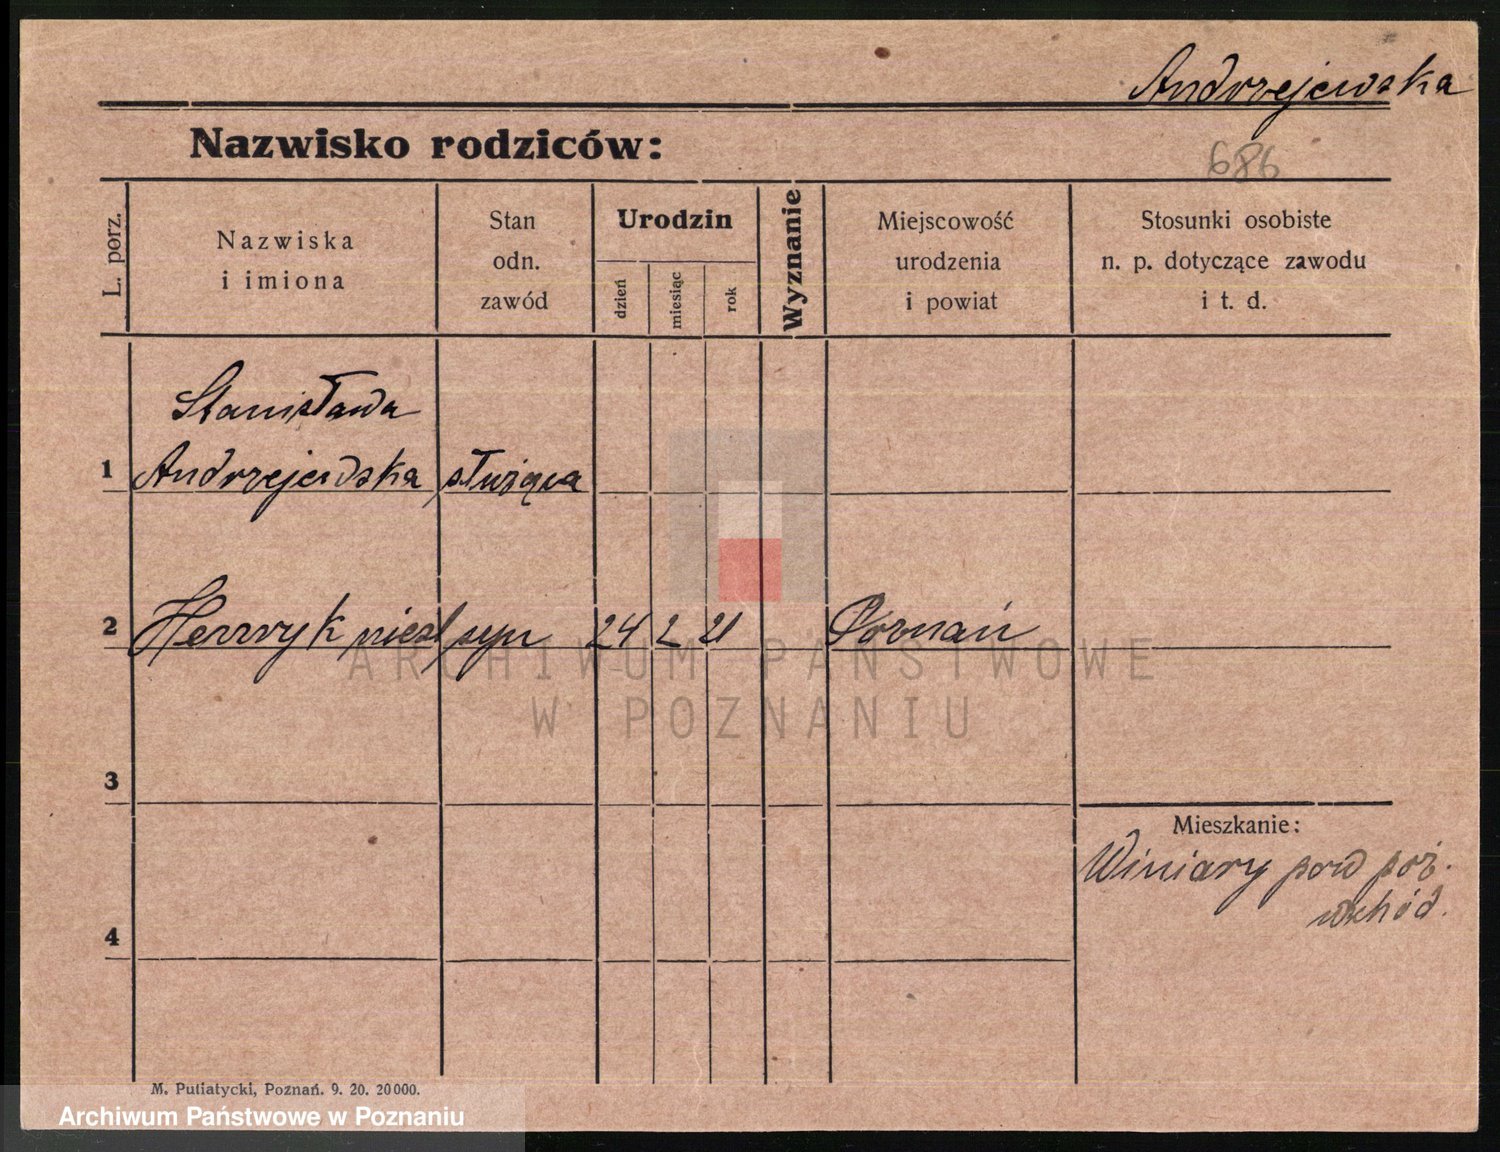 Andrzejewska
Nazwisko rodziców:
686
L. porz.
Nazwiska
i imiona
Stan
odn.
zawód
Urodzin
dzień
miesiąc
rok
Wyznanie
Miejscowość
urodzenia
i powiat
Stosunki osobiste
n. p. dotyczące zawodu
i t. d.
Stanisława
1 Andrzejewska służąca
2 Henryk nieśl syn 24 2 21 Poznań
ARCHIWUM PAŃSTWOWE
W POZNANIU
3
Mieszkanie:
Winiary pow poz.
wschód.
4
M. Putiatycki, Poznań. 9. 20. 20000.
Archiwum Państwowe w Poznaniu